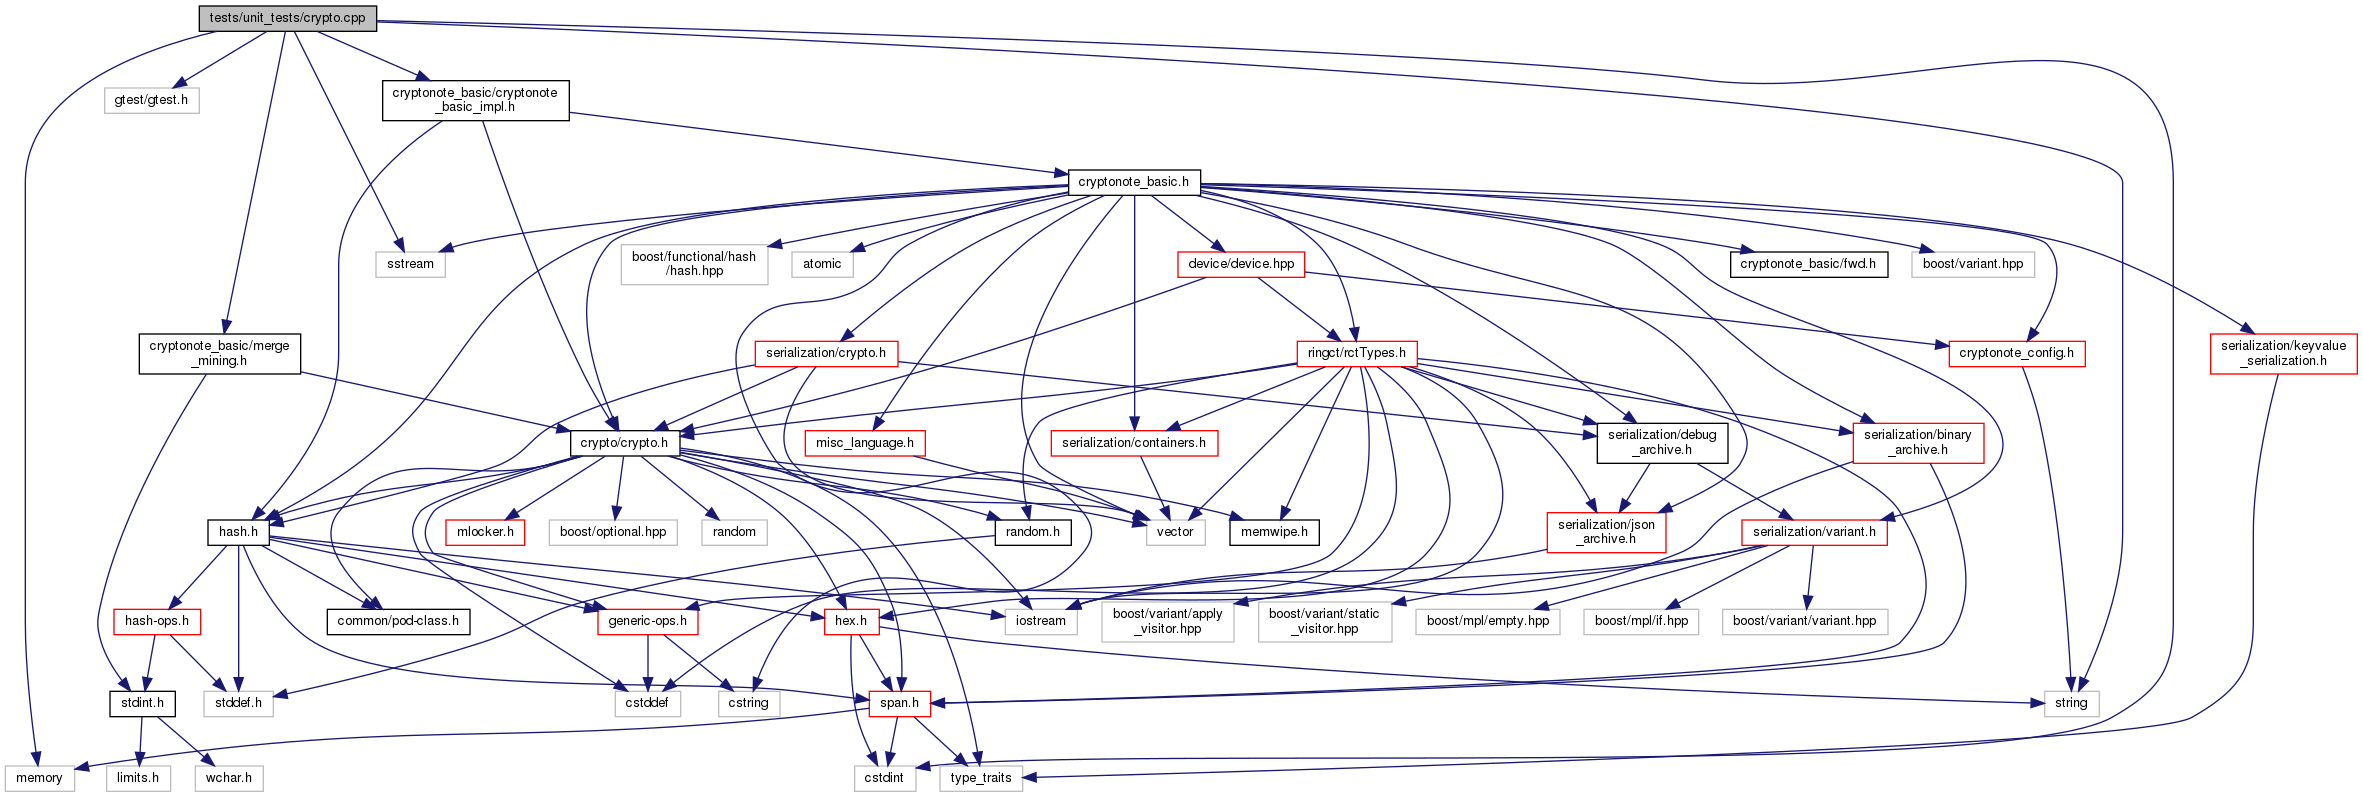 tests/unit_tests/crypto.cpp
gtest/gtest.h
cryptonote_basic/cryptonote
_basic_impl.h
cryptonote_basic.h
sstream
boost/functional/hash
/hash.hpp
atomic
device/device.hpp
cryptonote_basic/fwd.h
boost/variant.hpp
cryptonote_basic/merge
_mining.h
serialization/crypto.h
ringct/rctTypes.h
cryptonote_config.h
serialization/keyvalue
_serialization.h
crypto/crypto.h
misc_language.h
serialization/containers.h
serialization/debug
_archive.h
serialization/binary
_archive.h
hash.h
mlocker.h
boost/optional.hpp
random
random.h
vector
memwipe.h
serialization/json
_archive.h
serialization/variant.h
hash-ops.h
common/pod-class.h
generic-ops.h
hex.h
iostream
boost/variant/apply
_visitor.hpp
boost/variant/static
_visitor.hpp
boost/mpl/empty.hpp
boost/mpl/if.hpp
boost/variant/variant.hpp
stdint.h
stddef.h
cstddef
cstring
span.h
string
memory
limits.h
wchar.h
cstdint
type_traits